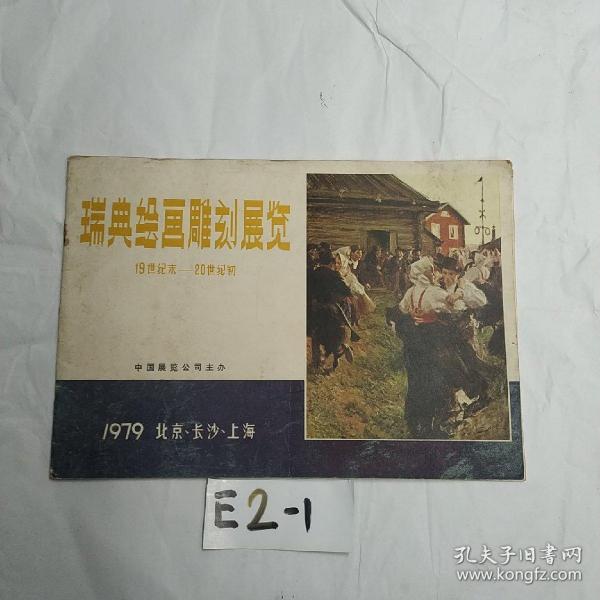 瑞典绘画雕刻展览
19世纪末——20世纪初
中国展览公司主办
1979 北京、长沙、上海
E2-1
孔夫子旧书网
www.kongfz.com